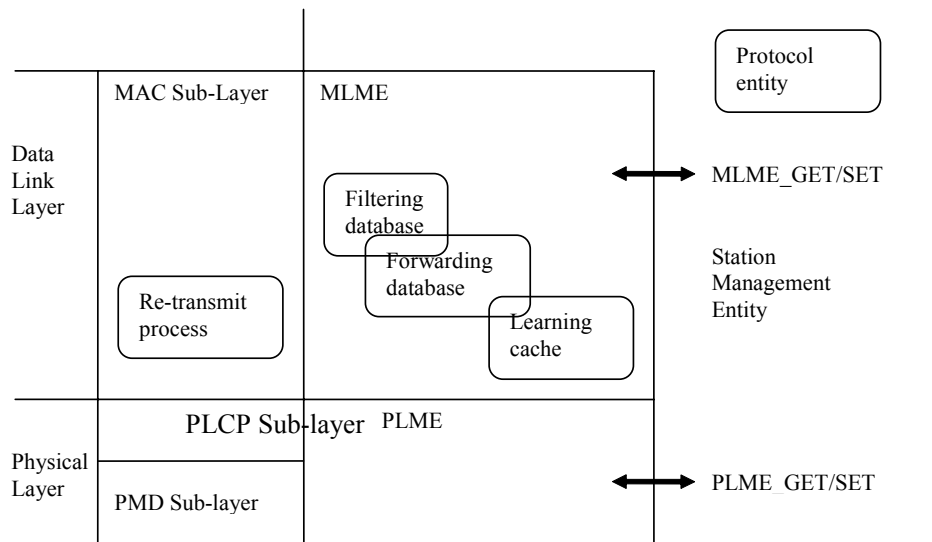 Protocol
entity
MAC Sub-Layer
MLME
Data
Link
Layer
MLME_GET/SET
Filtering
database
Forwarding
database
Station
Management
Entity
Re-transmit
process
Learning
cache
PLCP Sub-layer
PLME
Physical
Layer
PLME_GET/SET
PMD Sub-layer